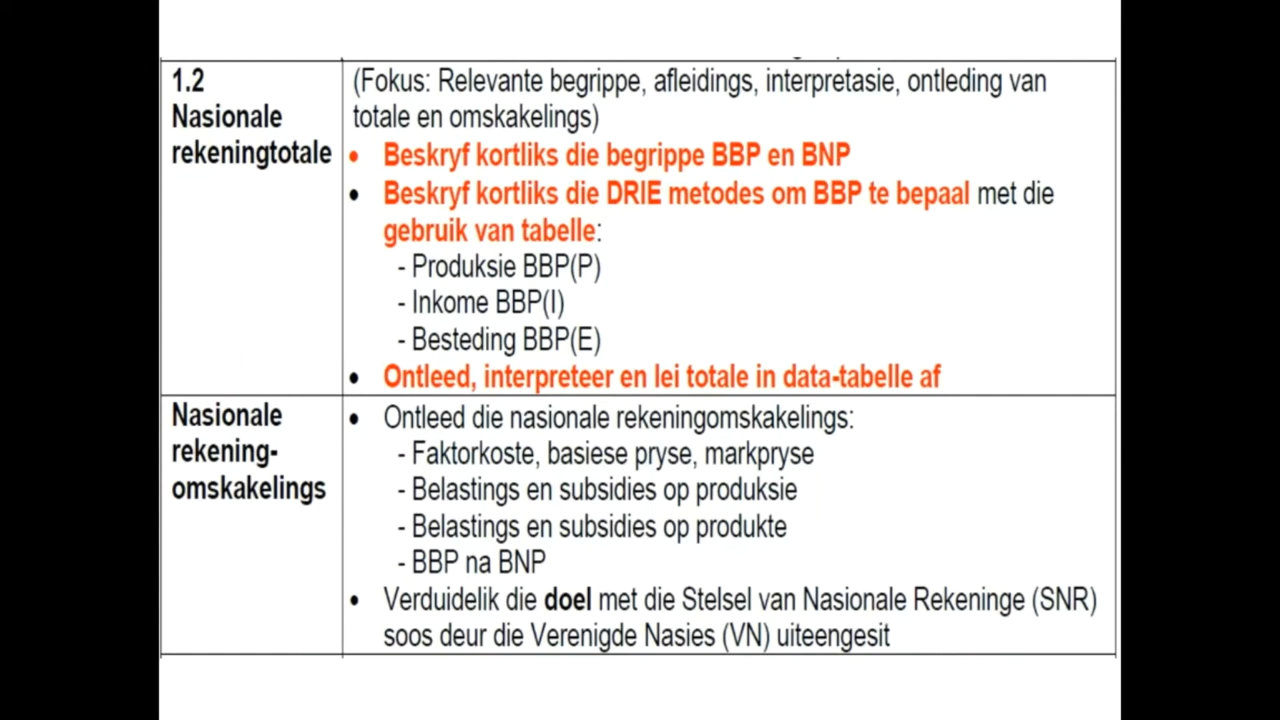 1.2
Nasionale
rekeningtotale
(Fokus: Relevante begrippe, afleidings, interpretasie, ontleding van
totale en omskakelings)
• Beskryf kortliks die begrippe BBP en BNP
• Beskryf kortliks die DRIE metodes om BBP te bepaal met die
gebruik van tabelle:
- Produksie BBP(P)
- Inkome BBP(I)
- Besteding BBP(E)
• Ontleed, interpreteer en lei totale in data-tabelle af
Nasionale
rekening-
omskakelings
• Ontleed die nasionale rekeningomskakelings:
- Faktorkoste, basiese pryse, markpryse
- Belastings en subsidies op produksie
- Belastings en subsidies op produkte
- BBP na BNP
• Verduidelik die doel met die Stelsel van Nasionale Rekeninge (SNR)
soos deur die Verenigde Nasies (VN) uiteengesit